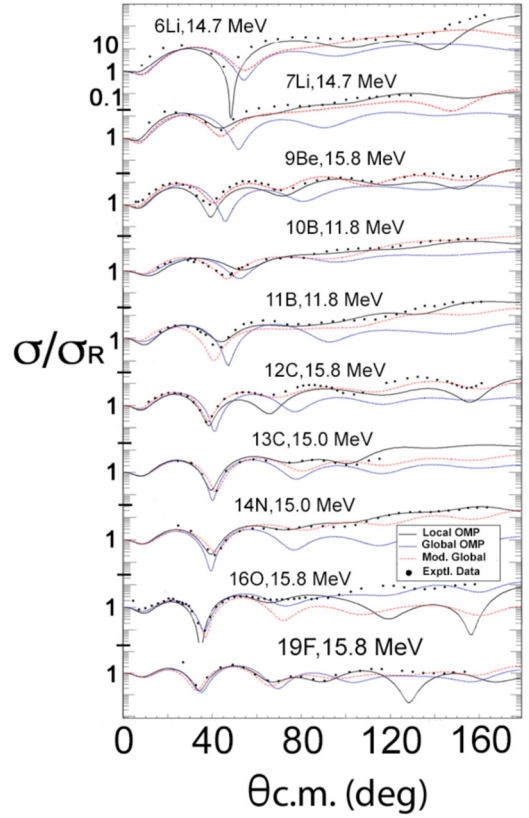 6Li,14.7 MeV
10
1
0.1
7Li,14.7 MeV
1
9Be,15.8 MeV
1
10B,11.8 MeV
1
11B,11.8 MeV
1
σ/σR
12C,15.8 MeV
1
13C,15.0 MeV
1
14N,15.0 MeV
1
Local OMP
Global OMP
Mod. Global
Exptl. Data
16O,15.8 MeV
1
19F,15.8 MeV
1
0 40 80 120 160
θc.m. (deg)